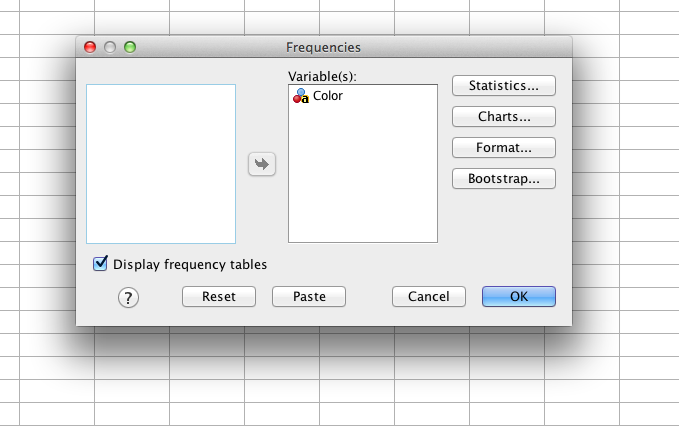 Frequencies
Variable(s):
Color
Statistics...
Charts...
Format...
Bootstrap...
Display frequency tables
?
Reset
Paste
Cancel
OK